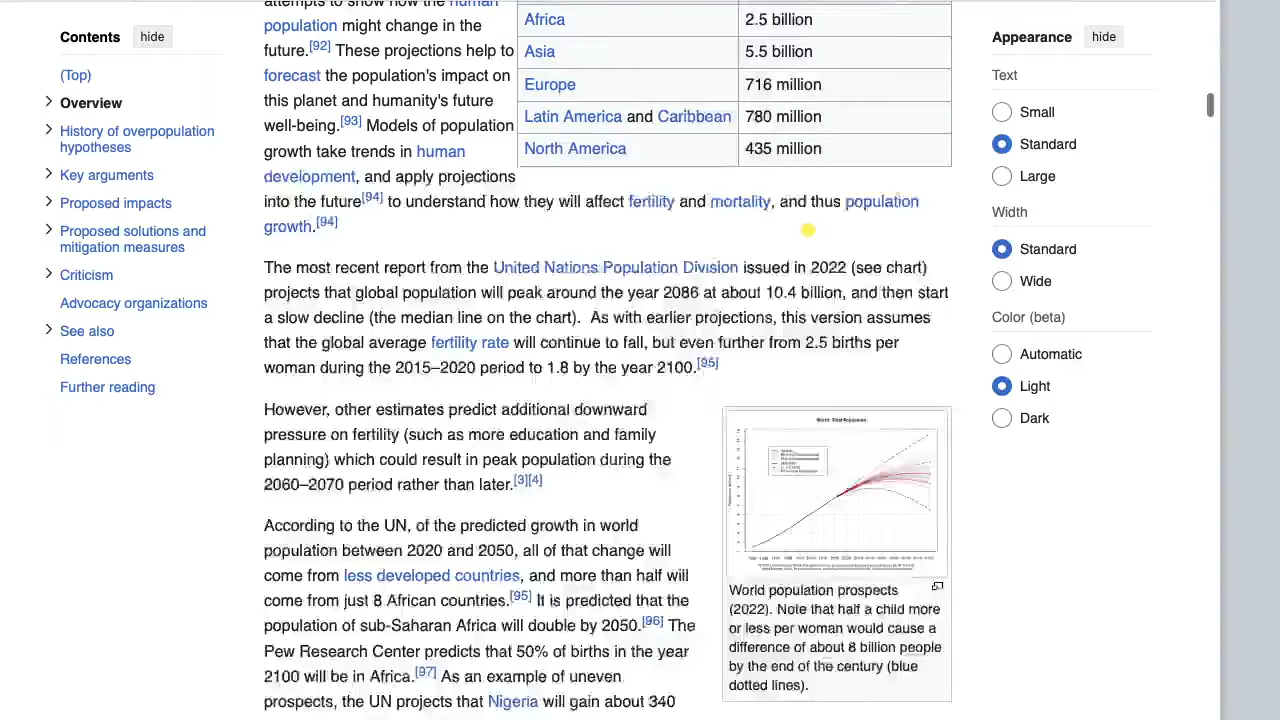 Contents hide
(Top)
Overview
History of overpopulation
hypotheses
Key arguments
Proposed impacts
Proposed solutions and
mitigation measures
Criticism
Advocacy organizations
See also
References
Further reading
attempts to show how the human
population might change in the
future.[92] These projections help to
forecast the population's impact on
this planet and humanity's future
well-being.[93] Models of population
growth take trends in human
development, and apply projections
into the future[94] to understand how they will affect fertility and mortality, and thus population
growth.[94]
Africa 2.5 billion
Asia 5.5 billion
Europe 716 million
Latin America and Caribbean 780 million
North America 435 million
The most recent report from the United Nations Population Division issued in 2022 (see chart)
projects that global population will peak around the year 2086 at about 10.4 billion, and then start
a slow decline (the median line on the chart). As with earlier projections, this version assumes
that the global average fertility rate will continue to fall, but even further from 2.5 births per
woman during the 2015–2020 period to 1.8 by the year 2100.[95]
However, other estimates predict additional downward
pressure on fertility (such as more education and family
planning) which could result in peak population during the
2060–2070 period rather than later.[3][4]
According to the UN, of the predicted growth in world
population between 2020 and 2050, all of that change will
come from less developed countries, and more than half will
come from just 8 African countries.[95] It is predicted that the
population of sub-Saharan Africa will double by 2050.[96] The
Pew Research Center predicts that 50% of births in the year
2100 will be in Africa.[97] As an example of uneven
prospects, the UN projects that Nigeria will gain about 340
World: Total Population
World population prospects
(2022). Note that half a child more
or less per woman would cause a
difference of about 8 billion people
by the end of the century (blue
dotted lines).
Appearance hide
Text
Small
Standard
Large
Width
Standard
Wide
Color (beta)
Automatic
Light
Dark